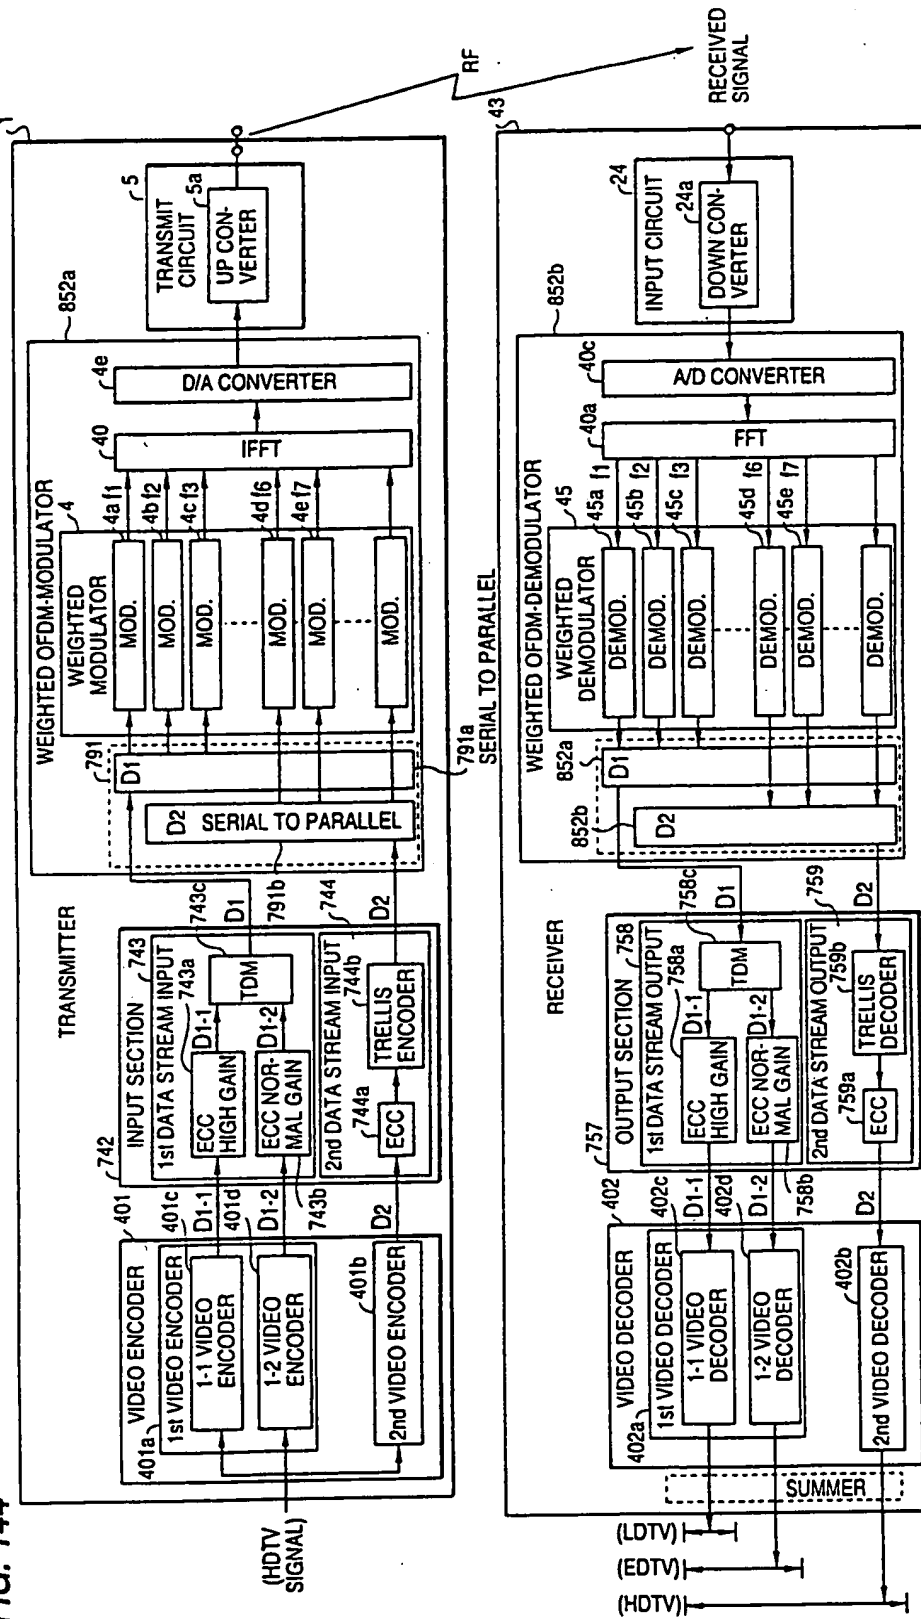 FIG. 144
TRANSMITTER
(HDTV
SIGNAL)
VIDEO ENCODER
401
401a
1st VIDEO ENCODER
401c
1-1 VIDEO
ENCODER
401d
1-2 VIDEO
ENCODER
401b
2nd VIDEO ENCODER
D1-1
D1-2
D2
742
INPUT SECTION
743
1st DATA STREAM INPUT
743a
ECC
HIGH GAIN
D1-1
743c
TDM
ECC NOR-
MAL GAIN
D1-2
743b
744
2nd DATA STREAM INPUT
744a
ECC
744b
TRELLIS
ENCODER
D1
D2
WEIGHTED OFDM-MODULATOR
852a
791
D1
791b
D2
SERIAL TO PARALLEL
791a
SERIAL TO PARALLEL
WEIGHTED
MODULATOR
4
MOD.
4a f1
MOD.
4b f2
MOD.
4c f3
MOD.
4d f6
MOD.
4e f7
MOD.
40
IFFT
4e
D/A CONVERTER
TRANSMIT
CIRCUIT
5
5a
UP CON-
VERTER
RF
RECEIVED
SIGNAL
RECEIVER
43
INPUT CIRCUIT
24
24a
DOWN CON-
VERTER
WEIGHTED OFDM-DEMODULATOR
852b
40c
A/D CONVERTER
40a
FFT
WEIGHTED
DEMODULATOR
45
DEMOD.
45a f1
DEMOD.
45b f2
DEMOD.
45c f3
DEMOD.
45d f6
DEMOD.
45e f7
DEMOD.
852a
D1
852b
D2
D1
D2
757
OUTPUT SECTION
758
1st DATA STREAM OUTPUT
758a
ECC
HIGH GAIN
D1-1
758c
TDM
ECC NOR-
MAL GAIN
D1-2
758b
759
2nd DATA STREAM OUTPUT
759a
ECC
759b
TRELLIS
DECODER
D1-1
D1-2
D2
VIDEO DECODER
402
402a
1st VIDEO DECODER
402c
1-1 VIDEO
DECODER
402d
1-2 VIDEO
DECODER
402b
2nd VIDEO DECODER
SUMMER
(LDTV)
(EDTV)
(HDTV)